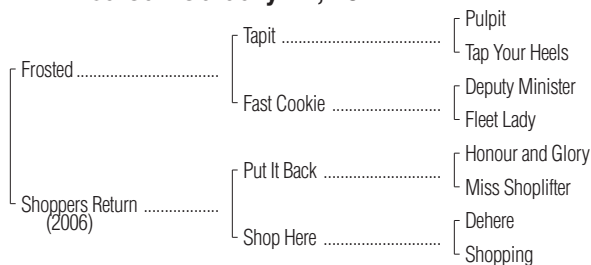 Pulpit
Tapit ..............................
Tap Your Heels
Frosted ...........................
Deputy Minister
Fast Cookie .....................
Fleet Lady
Honour and Glory
Put It Back ......................
Miss Shoplifter
Shoppers Return ..............
(2006)
Dehere
Shop Here .......................
Shopping